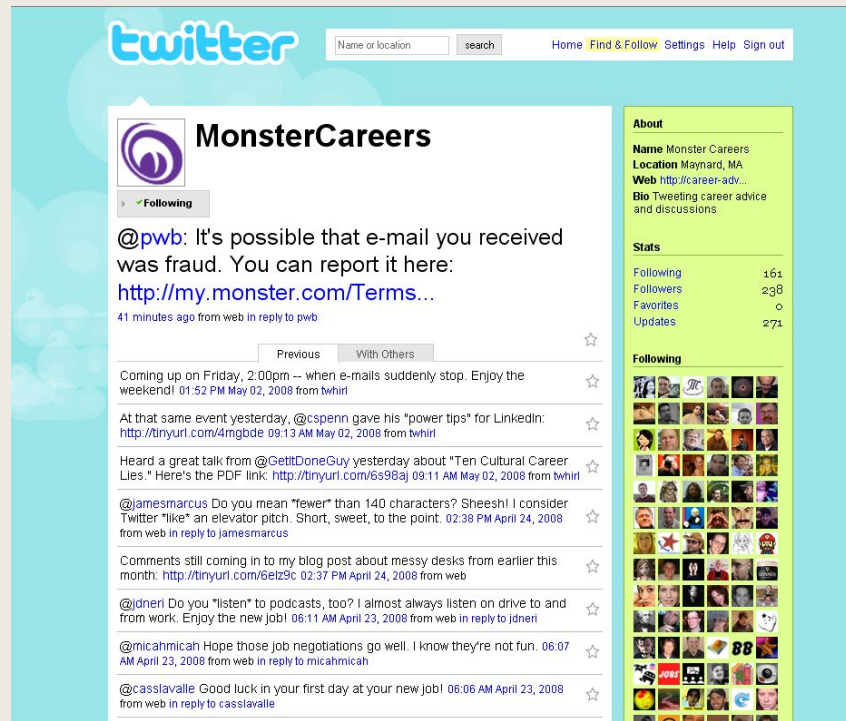 twitter
Name or location
search
Home Find & Follow Settings Help Sign out
MonsterCareers
Following
@pwb: It's possible that e-mail you received
was fraud. You can report it here:
http://my.monster.com/Terms...
41 minutes ago from web in reply to pwb
Previous With Others
Coming up on Friday, 2:00pm -- when e-mails suddenly stop. Enjoy the
weekend! 01:52 PM May 02, 2008 from twhirl
At that same event yesterday, @cspenn gave his "power tips" for LinkedIn:
http://tinyurl.com/4mgbde 09:13 AM May 02, 2008 from twhirl
Heard a great talk from @GetItDoneGuy yesterday about "Ten Cultural Career
Lies." Here's the PDF link: http://tinyurl.com/6s98aj 09:11 AM May 02, 2008 from twhirl
@jamesmarcus Do you mean *fewer* than 140 characters? Sheesh! I consider
Twitter *like* an elevator pitch. Short, sweet, to the point. 02:38 PM April 24, 2008
from web in reply to jamesmarcus
Comments still coming in to my blog post about messy desks from earlier this
month: http://tinyurl.com/6elz9c 02:37 PM April 24, 2008 from web
@jdneri Do you *listen* to podcasts, too? I almost always listen on drive to and
from work. Enjoy the new job! 06:11 AM April 23, 2008 from web in reply to jdneri
@micahmicah Hope those job negotiations go well. I know they're not fun. 06:07
AM April 23, 2008 from web in reply to micahmicah
@casslavalle Good luck in your first day at your new job! 06:06 AM April 23, 2008
from web in reply to casslavalle
About
Name Monster Careers
Location Maynard, MA
Web http://career-adv...
Bio Tweeting career advice
and discussions
Stats
Following 161
Followers 238
Favorites 0
Updates 271
Following
88
JOBS